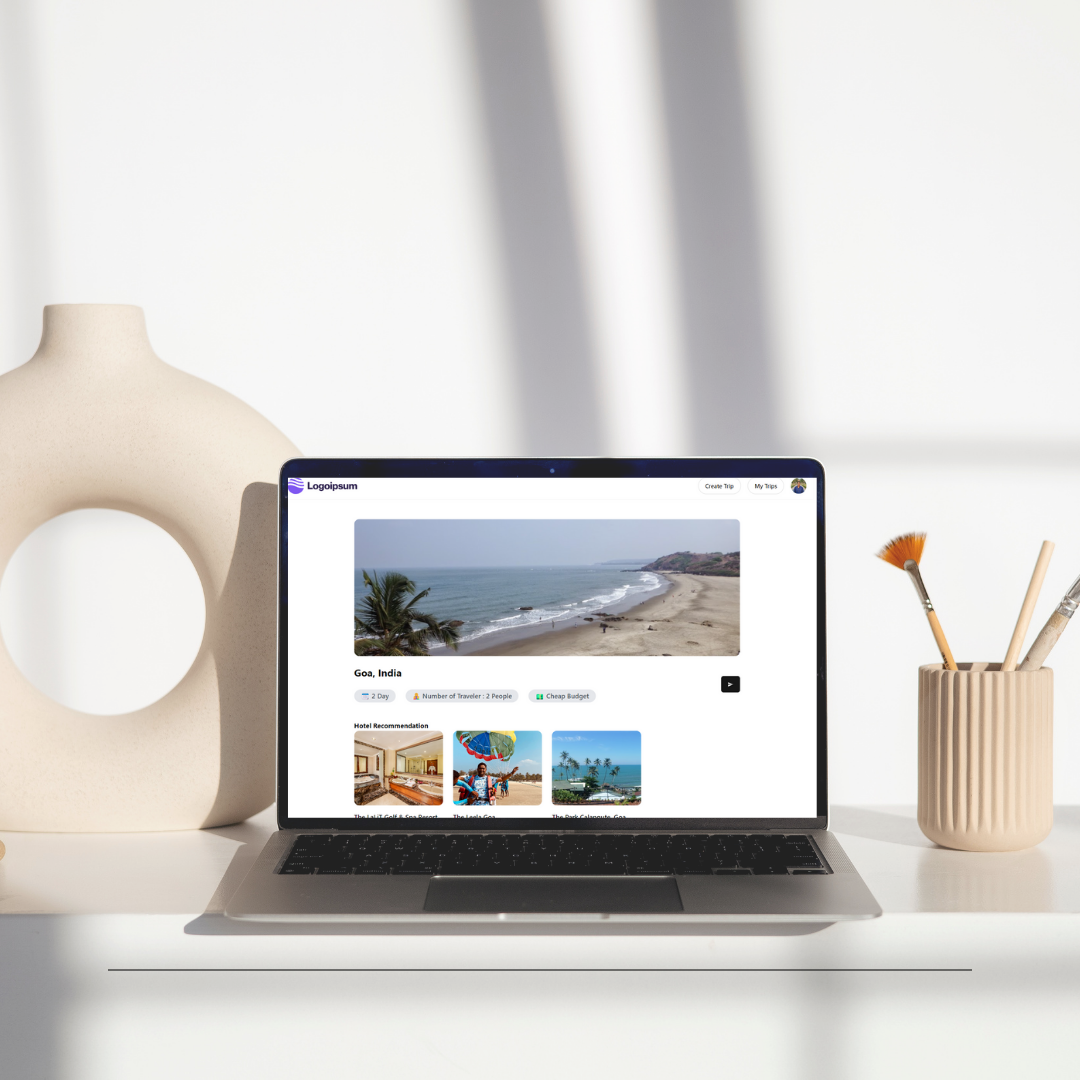 Logoipsum
Create Trip
My Trips
Goa, India
2 Day
Number of Traveler : 2 People
Cheap Budget
Hotel Recommendation
The LaLiT Golf & Spa Resort
The Leela Goa
The Park Calangute, Goa